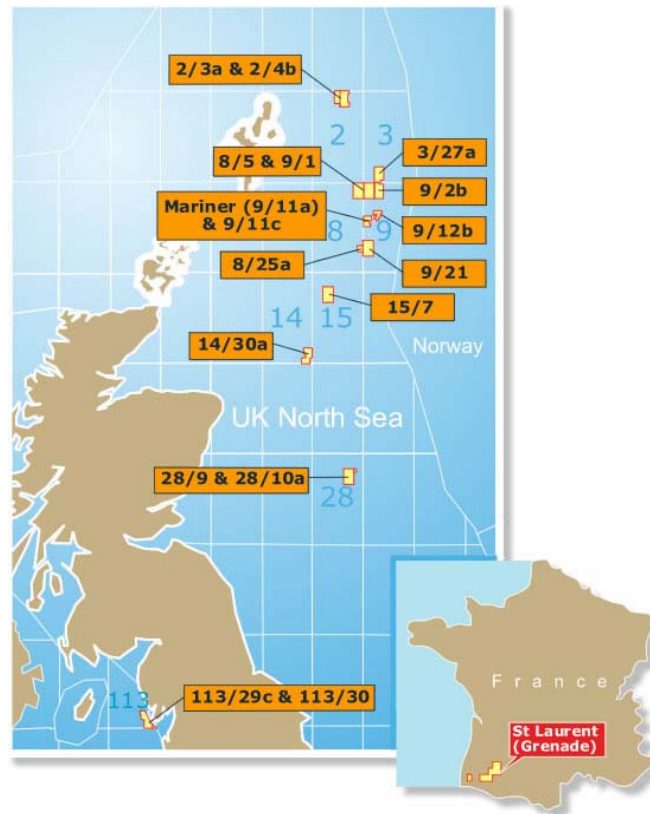 2/3a & 2/4b
2
3
3/27a
8/5 & 9/1
9/2b
Mariner (9/11a)
& 9/11c
8
9
9/12b
8/25a
9/21
15/7
14
15
Norway
14/30a
UK North Sea
28/9 & 28/10a
28
France
113
113/29c & 113/30
St Laurent
(Grenade)